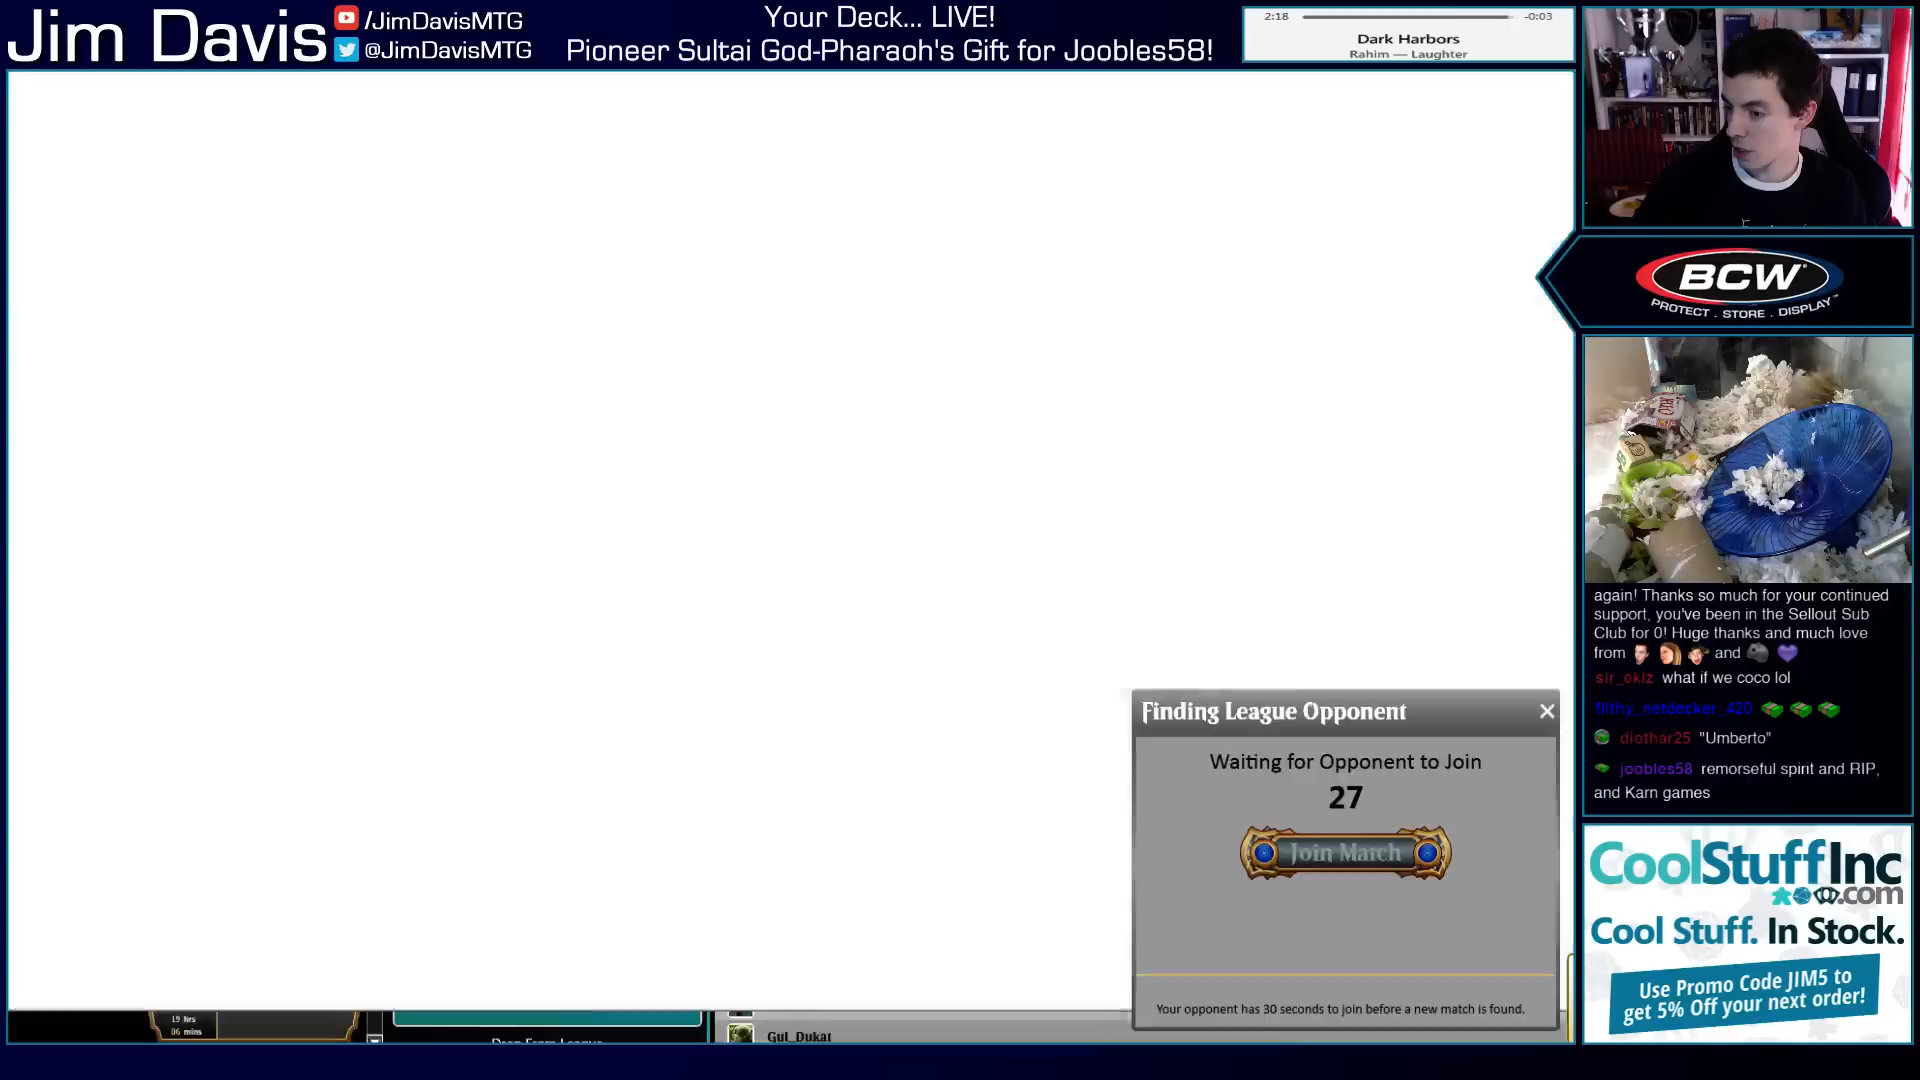 Jim Davis
/JimDavisMTG
@JimDavisMTG
Your Deck... LIVE!
Pioneer Sultai God-Pharaoh's Gift for Joobles58!
2:18
-0:03
Dark Harbors
Rahim — Laughter
BCW
PROTECT . STORE . DISPLAY™
again! Thanks so much for your continued
support, you've been in the Sellout Sub
Club for 0! Huge thanks and much love
from and
sir_eklz what if we coco lol
filthy_netdecker_420
diothar25 "Umberto"
joobles58 remorseful spirit and RIP,
and Karn games
Finding League Opponent
Waiting for Opponent to Join
27
Join Match
Your opponent has 30 seconds to join before a new match is found.
19 hrs
06 mins
Drop From League
Gul_Dukat
CoolStuffInc
.com
Cool Stuff. In Stock.
Use Promo Code JIM5 to
get 5% Off your next order!